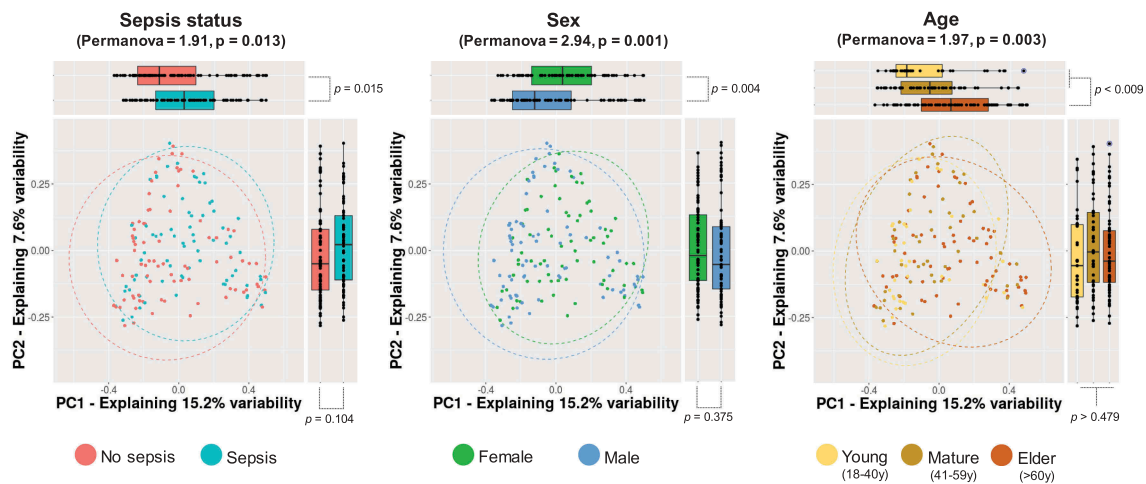 Sepsis status
(Permanova = 1.91, p = 0.013)
p = 0.015
PC2 - Explaining 7.6% variability
0.25
0.00
-0.25
-0.4
0.0
0.4
PC1 - Explaining 15.2% variability
p = 0.104
No sepsis
Sepsis
Sex
(Permanova = 2.94, p = 0.001)
p = 0.004
PC2 - Explaining 7.6% variability
0.25
0.00
-0.25
-0.4
0.0
0.4
PC1 - Explaining 15.2% variability
p = 0.375
Female
Male
Age
(Permanova = 1.97, p = 0.003)
p < 0.009
PC2 - Explaining 7.6% variability
0.25
0.00
-0.25
-0.4
0.0
0.4
PC1 - Explaining 15.2% variability
p > 0.479
Young
(18-40y)
Mature
(41-59y)
Elder
(>60y)